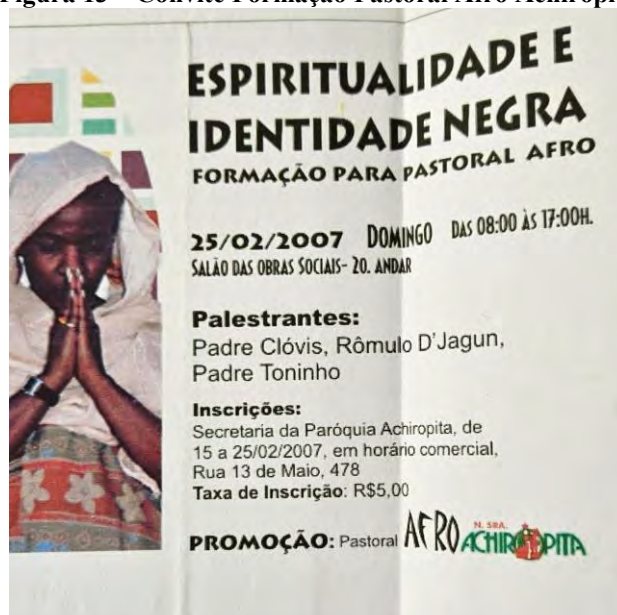 Figura 13 – Convite Formação Pastoral Afro Achiropi
ESPIRITUALIDADE E
IDENTIDADE NEGRA
FORMAÇÃO PARA PASTORAL AFRO
25/02/2007 DOMINGO DAS 08:00 ÀS 17:00H.
SALÃO DAS OBRAS SOCIAIS- 20. ANDAR
Palestrantes:
Padre Clóvis, Rômulo D'Jagun,
Padre Toninho
Inscrições:
Secretaria da Paróquia Achiropita, de
15 a 25/02/2007, em horário comercial,
Rua 13 de Maio, 478
Taxa de Inscrição: R$5,00
PROMOÇÃO: Pastoral AFRO N. SRA. ACHIROPITA